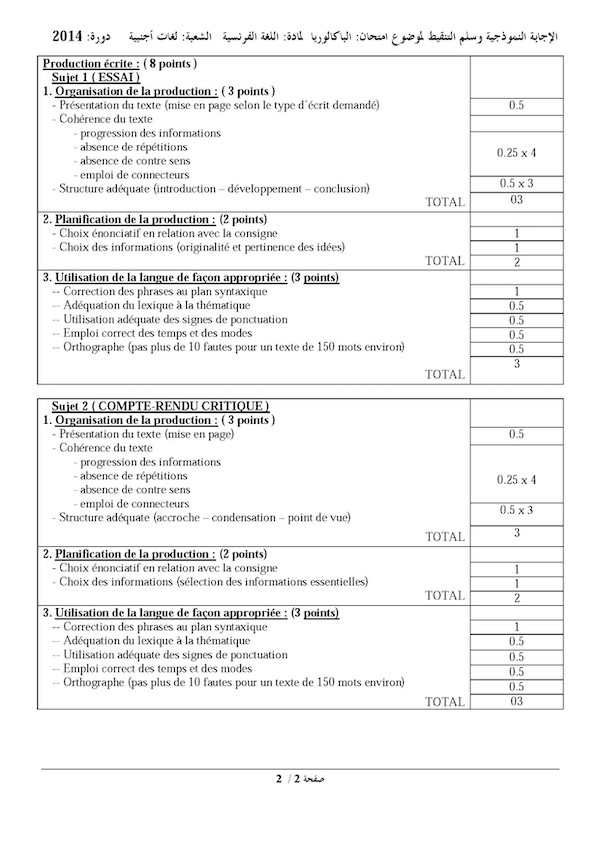 الإجابة النموذجية وسلم التنقيط لموضوع امتحان: الباكالوريا لمادة: اللغة الفرنسية الشعبة: لغات أجنبية دورة: 2014
Production écrite : ( 8 points )
Sujet 1 ( ESSAI )
1. Organisation de la production : ( 3 points )
- Présentation du texte (mise en page selon le type d'écrit demandé) 0.5
- Cohérence du texte
- progression des informations
- absence de répétitions 0.25 x 4
- absence de contre sens
- emploi de connecteurs
- Structure adéquate (introduction – développement – conclusion) 0.5 x 3
TOTAL 03
2. Planification de la production : (2 points)
- Choix énonciatif en relation avec la consigne 1
- Choix des informations (originalité et pertinence des idées) 1
TOTAL 2
3. Utilisation de la langue de façon appropriée : (3 points)
-- Correction des phrases au plan syntaxique 1
-- Adéquation du lexique à la thématique 0.5
-- Utilisation adéquate des signes de ponctuation 0.5
-- Emploi correct des temps et des modes 0.5
-- Orthographe (pas plus de 10 fautes pour un texte de 150 mots environ) 0.5
TOTAL 3
Sujet 2 ( COMPTE-RENDU CRITIQUE )
1. Organisation de la production : ( 3 points )
- Présentation du texte (mise en page) 0.5
- Cohérence du texte
- progression des informations
- absence de répétitions 0.25 x 4
- absence de contre sens
- emploi de connecteurs
- Structure adéquate (accroche – condensation – point de vue) 0.5 x 3
TOTAL 3
2. Planification de la production : (2 points)
- Choix énonciatif en relation avec la consigne 1
- Choix des informations (sélection des informations essentielles) 1
TOTAL 2
3. Utilisation de la langue de façon appropriée : (3 points)
-- Correction des phrases au plan syntaxique 1
-- Adéquation du lexique à la thématique 0.5
-- Utilisation adéquate des signes de ponctuation 0.5
-- Emploi correct des temps et des modes 0.5
-- Orthographe (pas plus de 10 fautes pour un texte de 150 mots environ) 0.5
TOTAL 03
صفحة 2 / 2